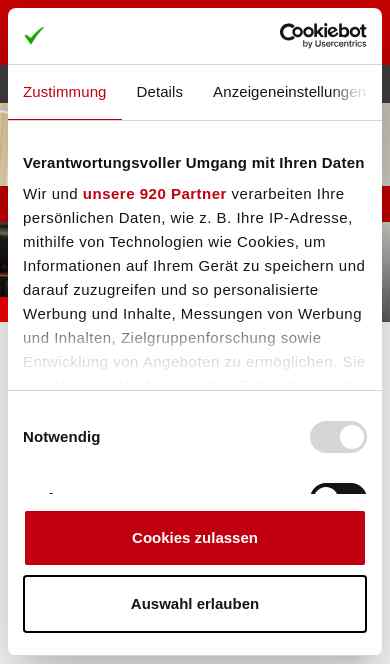 Cookiebot
by Usercentrics
Zustimmung Details Anzeigeneinstellungen
Verantwortungsvoller Umgang mit Ihren Daten
Wir und unsere 920 Partner verarbeiten Ihre
persönlichen Daten, wie z. B. Ihre IP-Adresse,
mithilfe von Technologien wie Cookies, um
Informationen auf Ihrem Gerät zu speichern und
darauf zuzugreifen und so personalisierte
Werbung und Inhalte, Messungen von Werbung
und Inhalten, Zielgruppenforschung sowie
Entwicklung von Angeboten zu ermöglichen. Sie
Notwendig
Cookies zulassen
Auswahl erlauben